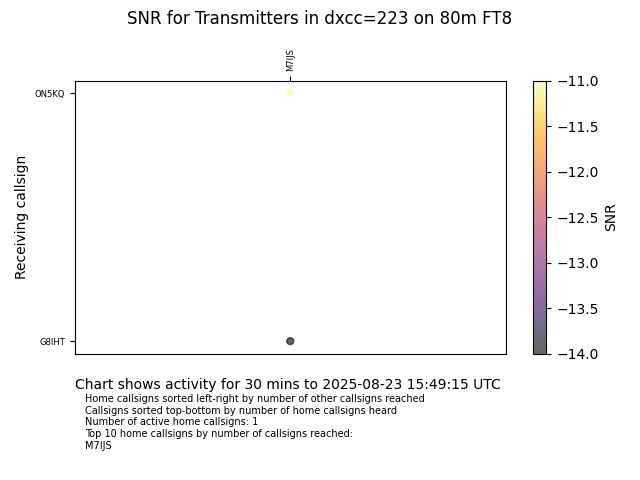 SNR for Transmitters in dxcc=223 on 80m FT8
M7IJS
ON5KQ
G8IHT
Receiving callsign
−11.0
−11.5
−12.0
−12.5
−13.0
−13.5
−14.0
SNR
Chart shows activity for 30 mins to 2025-08-23 15:49:15 UTC
Home callsigns sorted left-right by number of other callsigns reached
Callsigns sorted top-bottom by number of home callsigns heard
Number of active home callsigns: 1
Top 10 home callsigns by number of callsigns reached:
M7IJS